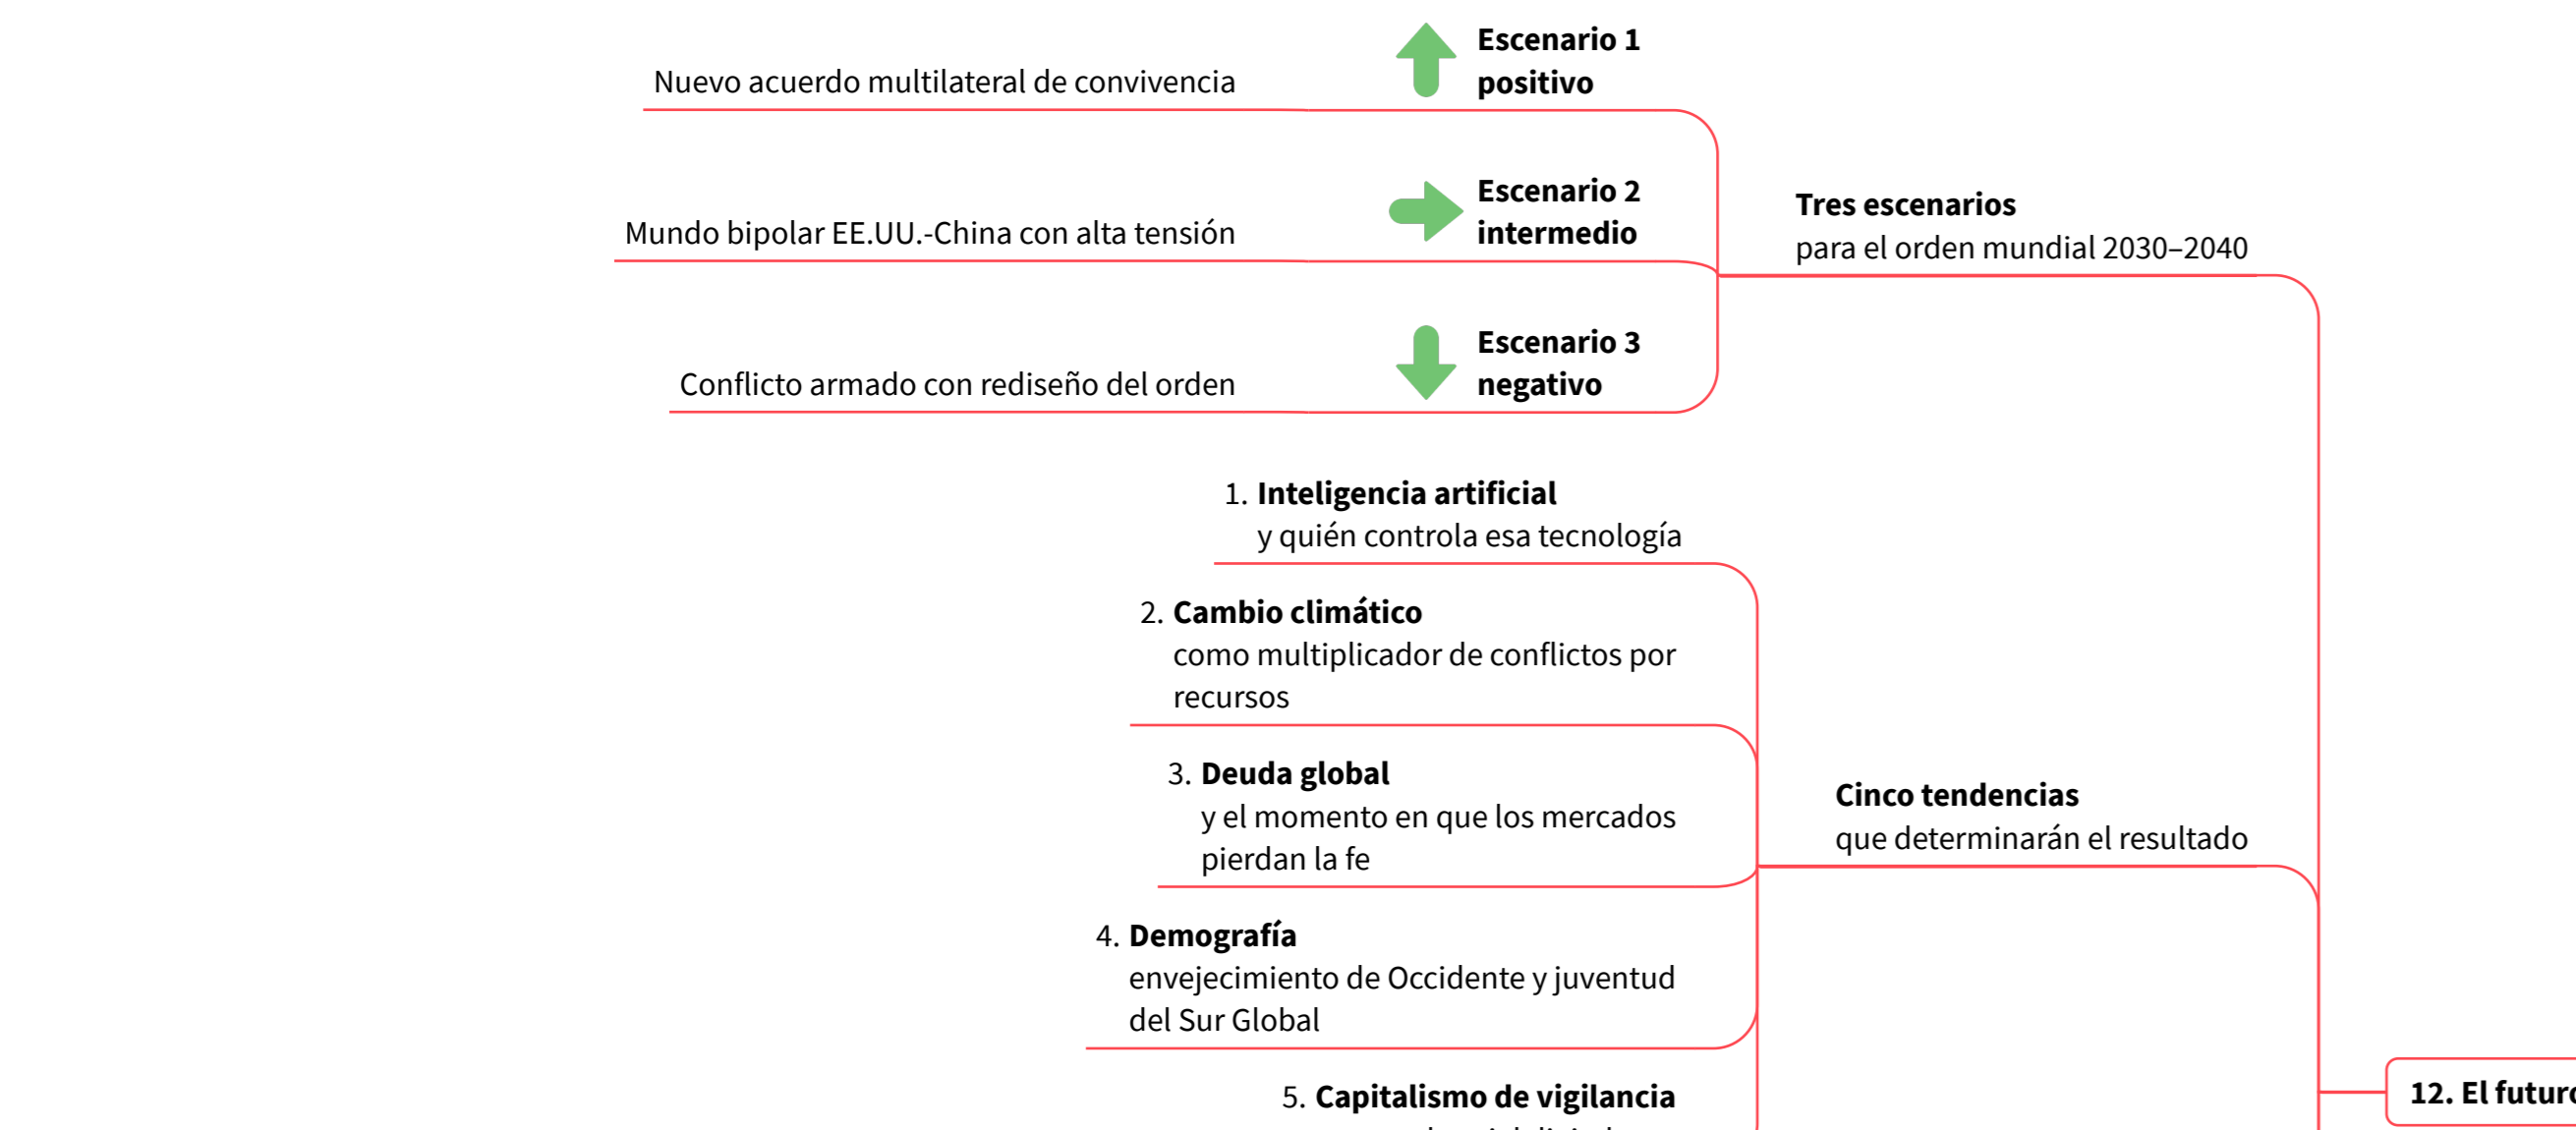 Escenario 1
positivo
Nuevo acuerdo multilateral de convivencia
Escenario 2
intermedio
Mundo bipolar EE.UU.-China con alta tensión
Escenario 3
negativo
Conflicto armado con rediseño del orden
Tres escenarios
para el orden mundial 2030–2040
1. Inteligencia artificial
y quién controla esa tecnología
2. Cambio climático
como multiplicador de conflictos por
recursos
3. Deuda global
y el momento en que los mercados
pierdan la fe
4. Demografía
envejecimiento de Occidente y juventud
del Sur Global
5. Capitalismo de vigilancia
Cinco tendencias
que determinarán el resultado
12. El futuro